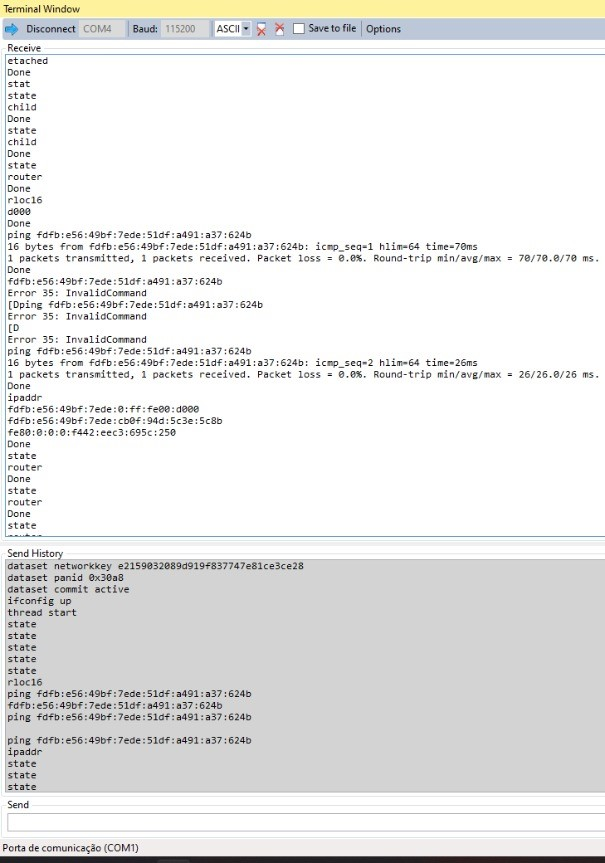 Terminal Window
Disconnect COM4 Baud: 115200 ASCII Save to file Options
Receive
etached
Done
stat
state
child
Done
state
child
Done
state
router
Done
rloc16
d000
Done
ping fdfb:e56:49bf:7ede:51df:a491:a37:624b
16 bytes from fdfb:e56:49bf:7ede:51df:a491:a37:624b: icmp_seq=1 hlim=64 time=70ms
1 packets transmitted, 1 packets received. Packet loss = 0.0%. Round-trip min/avg/max = 70/70.0/70 ms.
Done
fdfb:e56:49bf:7ede:51df:a491:a37:624b
Error 35: InvalidCommand
[Dping fdfb:e56:49bf:7ede:51df:a491:a37:624b
Error 35: InvalidCommand
[D
Error 35: InvalidCommand
ping fdfb:e56:49bf:7ede:51df:a491:a37:624b
16 bytes from fdfb:e56:49bf:7ede:51df:a491:a37:624b: icmp_seq=2 hlim=64 time=26ms
1 packets transmitted, 1 packets received. Packet loss = 0.0%. Round-trip min/avg/max = 26/26.0/26 ms.
Done
ipaddr
fdfb:e56:49bf:7ede:0:ff:fe00:d000
fdfb:e56:49bf:7ede:cb0f:94d:5c3e:5c8b
fe80:0:0:0:f442:eec3:695c:250
Done
state
router
Done
state
router
Done
state
router
Send History
dataset networkkey e2159032089d919f837747e81ce3ce28
dataset panid 0x30a8
dataset commit active
ifconfig up
thread start
state
state
state
state
state
rloc16
ping fdfb:e56:49bf:7ede:51df:a491:a37:624b
fdfb:e56:49bf:7ede:51df:a491:a37:624b
ping fdfb:e56:49bf:7ede:51df:a491:a37:624b
ping fdfb:e56:49bf:7ede:51df:a491:a37:624b
ipaddr
state
state
state
Send
Porta de comunicação (COM1)